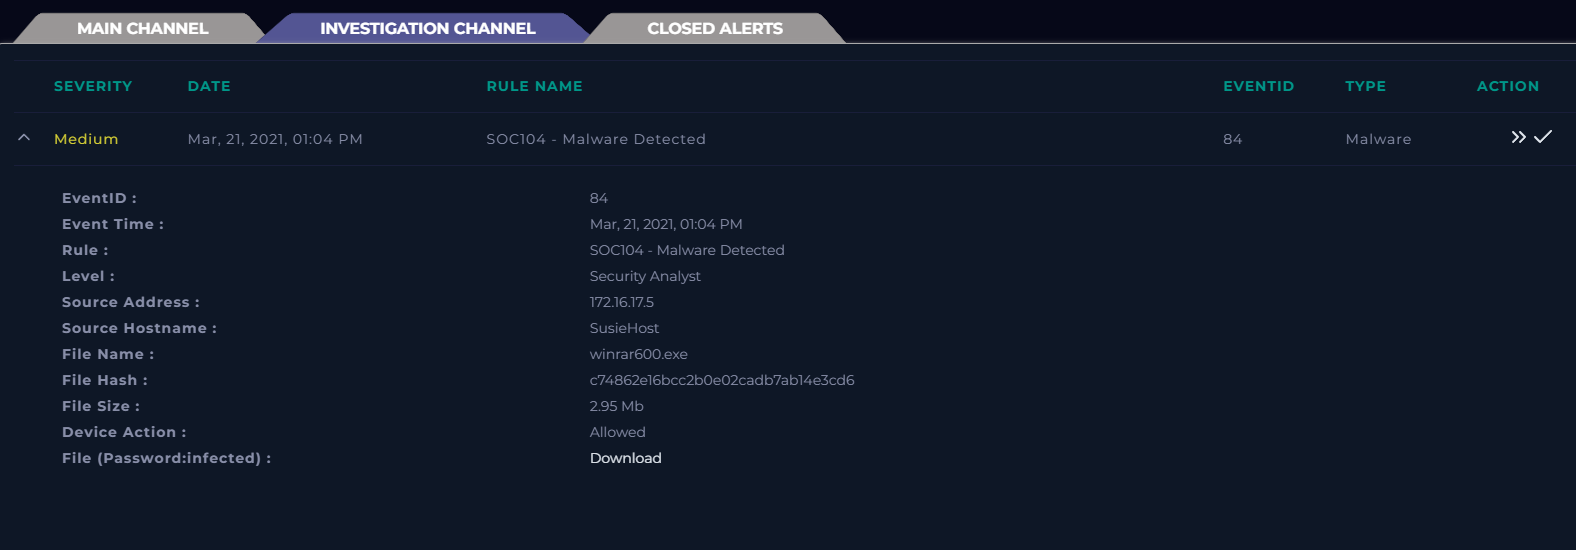 MAIN CHANNEL INVESTIGATION CHANNEL CLOSED ALERTS
SEVERITY DATE RULE NAME EVENTID TYPE ACTION
Medium Mar, 21, 2021, 01:04 PM SOC104 - Malware Detected 84 Malware
EventID : 84
Event Time : Mar, 21, 2021, 01:04 PM
Rule : SOC104 - Malware Detected
Level : Security Analyst
Source Address : 172.16.17.5
Source Hostname : SusieHost
File Name : winrar600.exe
File Hash : c74862e16bcc2b0e02cadb7ab14e3cd6
File Size : 2.95 Mb
Device Action : Allowed
File (Password:infected) : Download